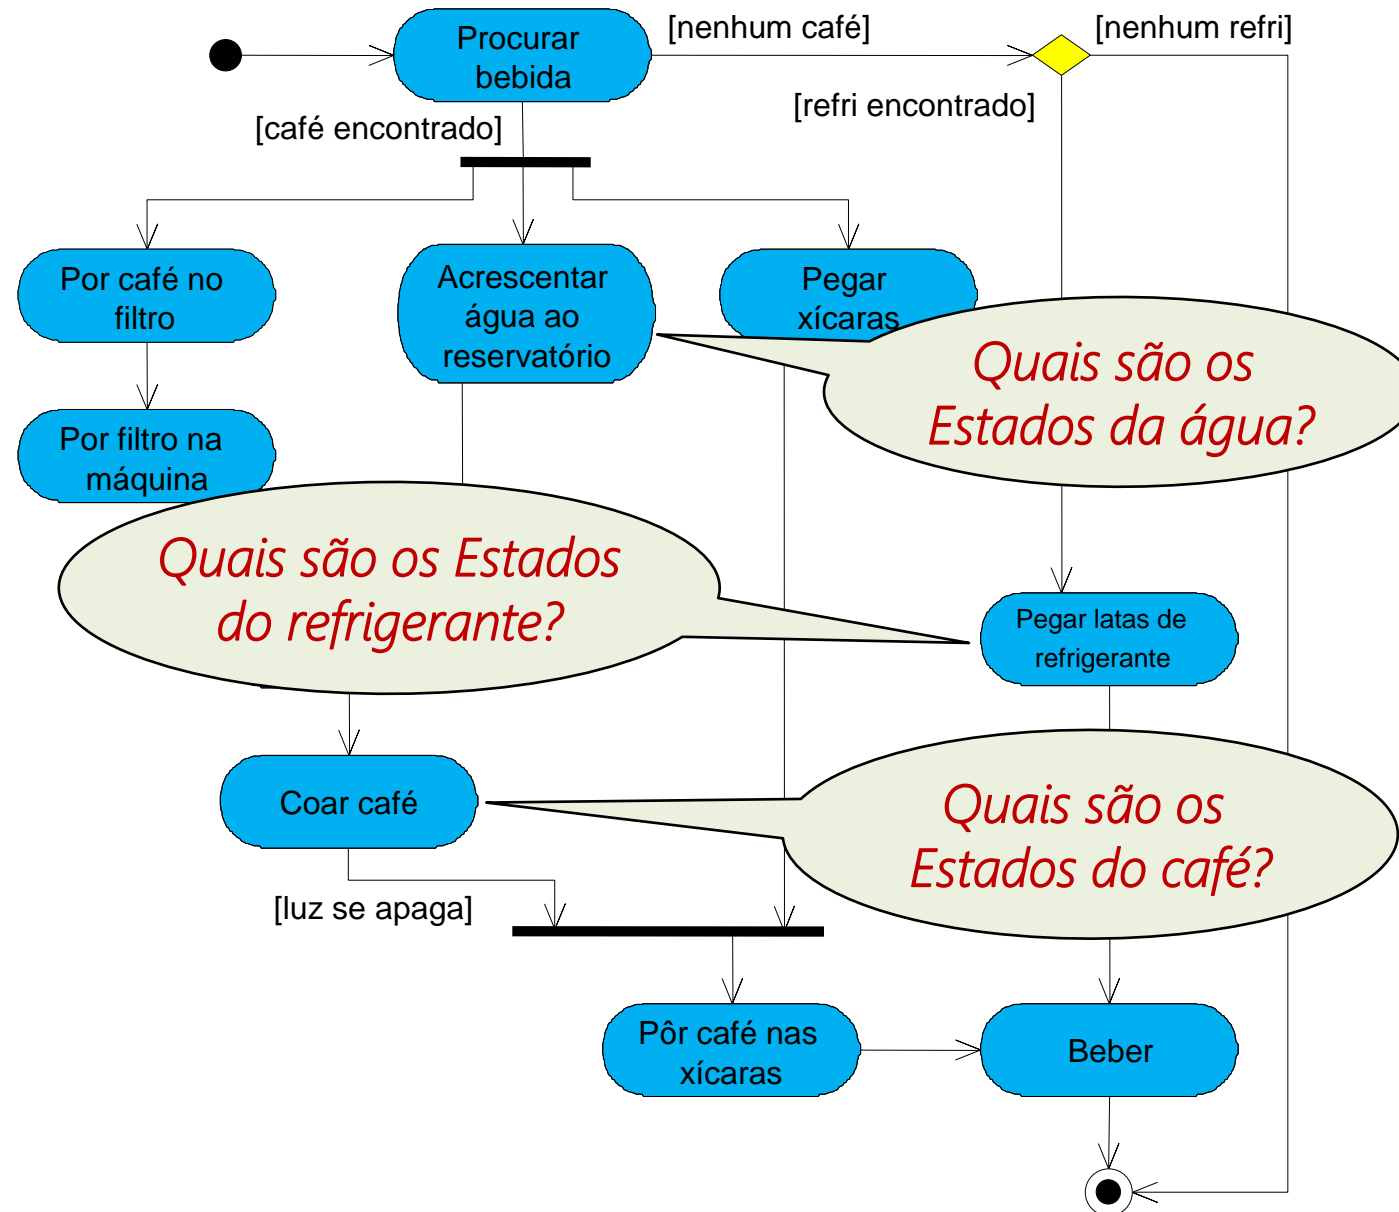 Procurar
bebida
[nenhum café]
[nenhum refri]
[café encontrado]
[refri encontrado]
Por café no
filtro
Acrescentar
água ao
reservatório
Pegar
xícaras
Quais são os
Estados da água?
Por filtro na
máquina
Quais são os Estados
do refrigerante?
Pegar latas de
refrigerante
Coar café
Quais são os
Estados do café?
[luz se apaga]
Pôr café nas
xícaras
Beber